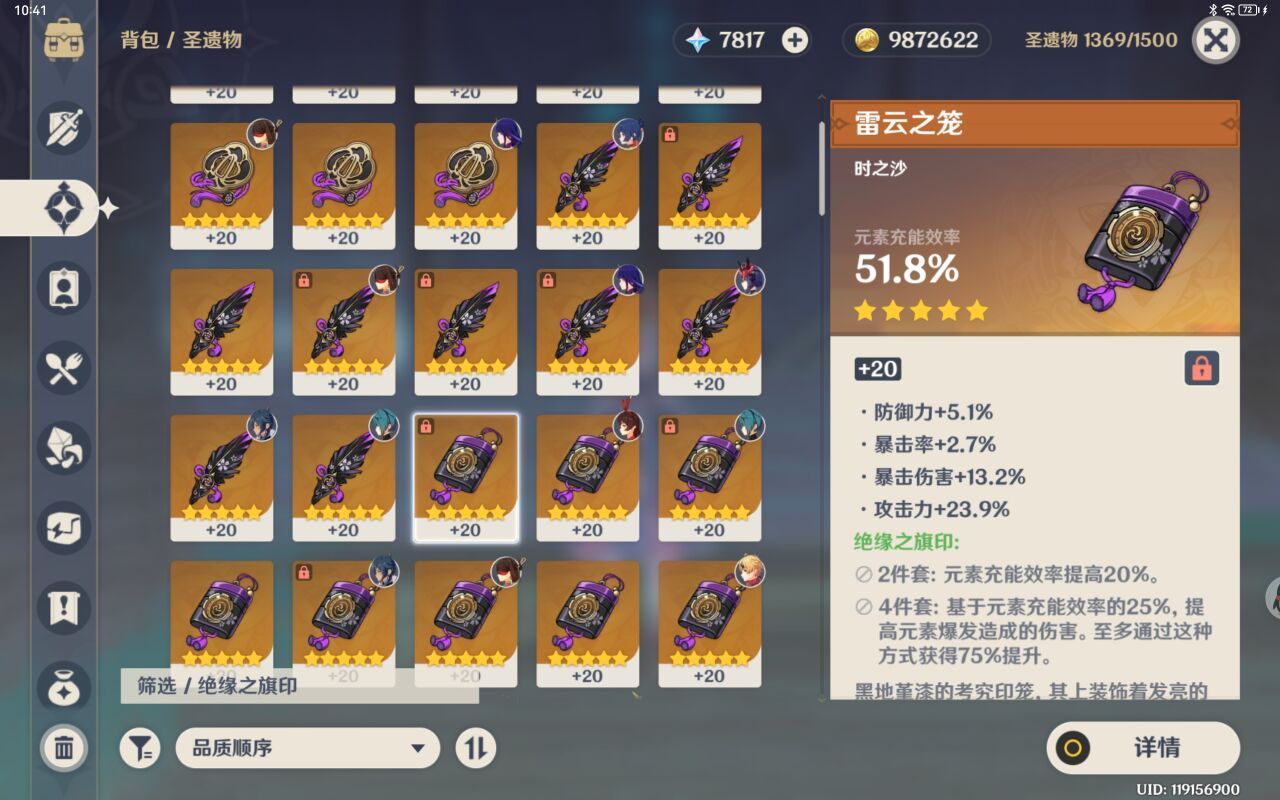 10:41
72
背包 / 圣遗物
7817
9872622
圣遗物 1369/1500
+20 +20 +20 +20 +20
+20 +20 +20 +20 +20
+20 +20 +20 +20 +20
+20 +20 +20 +20 +20
+20 +20 +20 +20 +20
筛选 / 绝缘之旗印
品质顺序
雷云之笼
时之沙
元素充能效率
51.8%
+20
·防御力+5.1%
·暴击率+2.7%
·暴击伤害+13.2%
·攻击力+23.9%
绝缘之旗印:
2件套: 元素充能效率提高20%。
4件套: 基于元素充能效率的25%, 提
高元素爆发造成的伤害。至多通过这种
方式获得75%提升。
黑地堇漆的考究印笼, 其上装饰着发亮的
详情
UID: 119156900